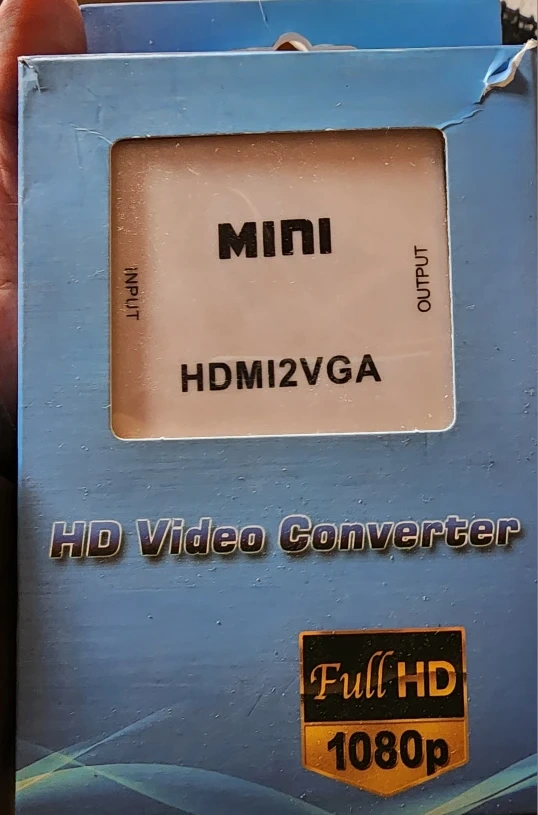 MINI
INPUT
OUTPUT
HDMI2VGA
HD Video Converter
Full HD
1080p